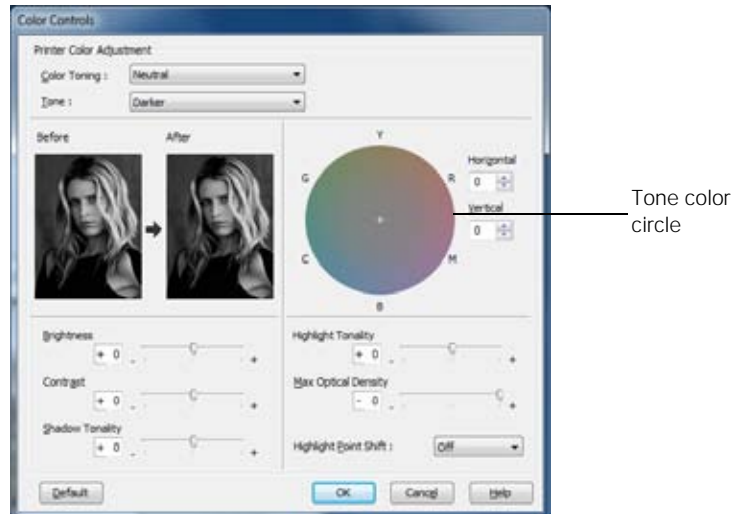 Color Controls
Printer Color Adjustment
Color Toning : Neutral
Tone : Darker
Before After
Y
G R
C M
B
Horizontal
0
Vertical
0
Tone color
circle
Brightness
+ 0 - +
Contrast
+ 0 - +
Shadow Tonality
+ 0 - +
Highlight Tonality
+ 0 - +
Max Optical Density
- 0 - +
Highlight Point Shift : Off
Default OK Cancel Help